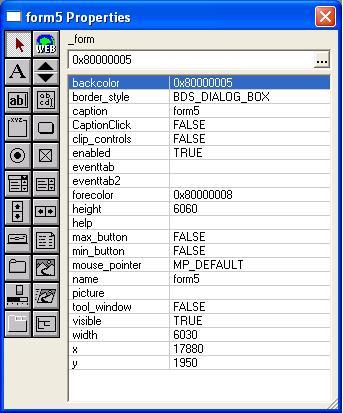 form5 Properties
WEB
_form
A
0x80000005 ...
ab|
xyz
backcolor 0x80000005
border_style BDS_DIALOG_BOX
caption form5
CaptionClick FALSE
clip_controls FALSE
enabled TRUE
eventtab
eventtab2
forecolor 0x80000008
height 6060
help
max_button FALSE
min_button FALSE
mouse_pointer MP_DEFAULT
name form5
picture
tool_window FALSE
visible TRUE
width 6030
x 17880
y 1950